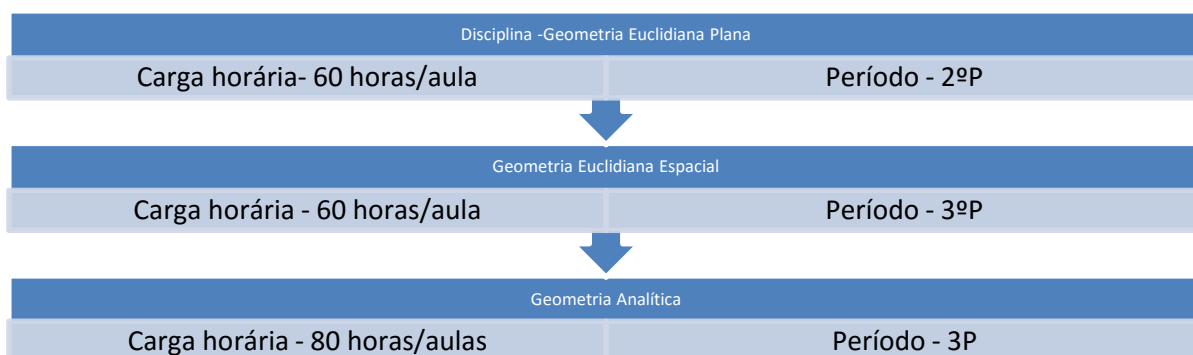 Disciplina -Geometria Euclidiana Plana
Carga horária- 60 horas/aula
Período - 2ºP
Geometria Euclidiana Espacial
Carga horária - 60 horas/aula
Período - 3ºP
Geometria Analítica
Carga horária - 80 horas/aulas
Período - 3P